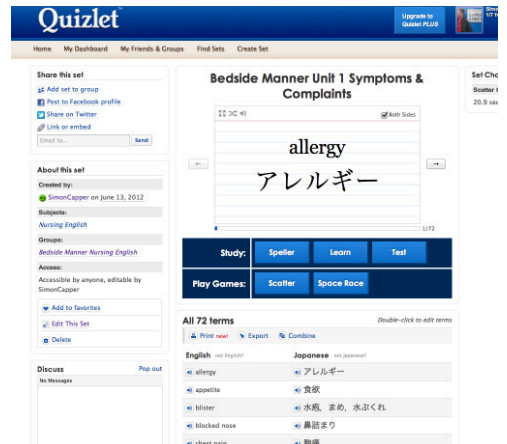 Quizlet
Upgrade to
Quizlet PLUS
Home My Dashboard My Friends & Groups Find Sets Create Set
Share this set
Add set to group
Post to Facebook profile
Share on Twitter
Link or embed
Email to... Send
About this set
Created by:
SimonCapper on June 13, 2012
Subjects:
Nursing English
Groups:
Bedside Manner Nursing English
Access:
Accessible by anyone, editable by
SimonCapper
Add to favorites
Edit This Set
Delete
Discuss Pop out
No Messages
Bedside Manner Unit 1 Symptoms &
Complaints
Both Sides
allergy
アレルギー
1/72
Study: Speller Learn Test
Play Games: Scatter Space Race
All 72 terms Double-click to edit terms
Print new! Export Combine
English not English? Japanese not Japanese?
allergy アレルギー
appetite 食欲
blister 水疱, まめ, 水ぶくれ
blocked nose 鼻詰まり
chest pain 胸痛
Set Cho
Scatter
20.9 sec